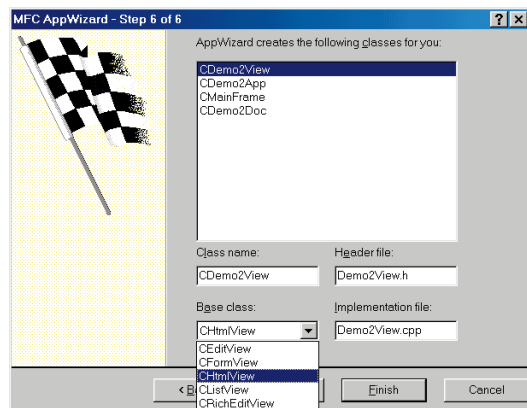 MFC AppWizard - Step 6 of 6
AppWizard creates the following classes for you:
CDemo2View
CDemo2App
CMainFrame
CDemo2Doc
Class name: Header file:
CDemo2View Demo2View.h
Base class: Implementation file:
CHtmlView Demo2View.cpp
CEditView
CFormView
CHtmlView
< B Finish Cancel
CListView
CRichEditView